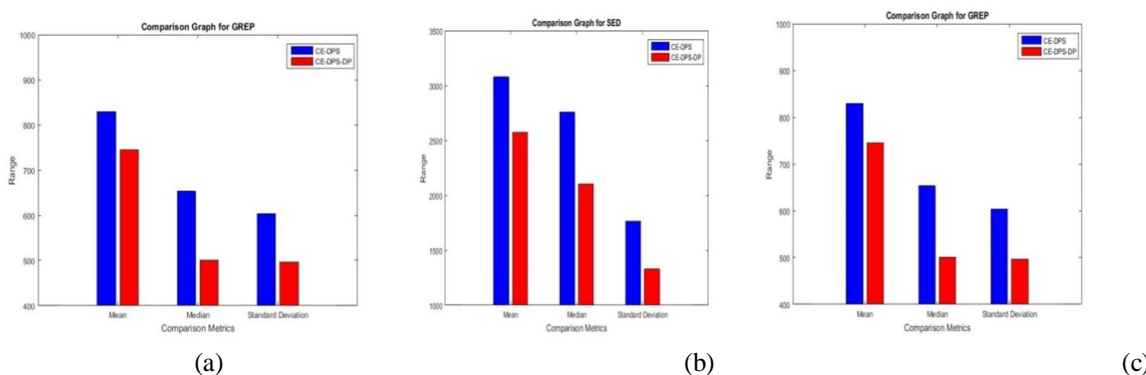 Comparison Graph for GREP
1000
900
800
700
600
500
400
Range
CE-DPS
CE-DPS-DP
Mean
Median
Standard Deviation
Comparison Metrics
(a)
Comparison Graph for SED
3500
3000
2500
2000
1500
1000
Range
CE-DPS
CE-DPS-DP
Mean
Median
Standard Deviation
Comparison Metrics
(b)
Comparison Graph for GREP
1000
900
800
700
600
500
400
Range
CE-DPS
CE-DPS-DP
Mean
Median
Standard Deviation
Comparison Metrics
(c)